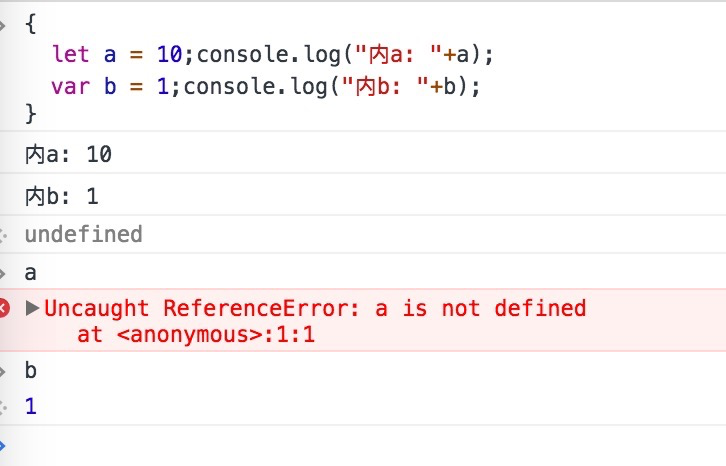 {
let a = 10;console.log("内a: "+a);
var b = 1;console.log("内b: "+b);
}
内a: 10
内b: 1
undefined
a
Uncaught ReferenceError: a is not defined
at <anonymous>:1:1
b
1